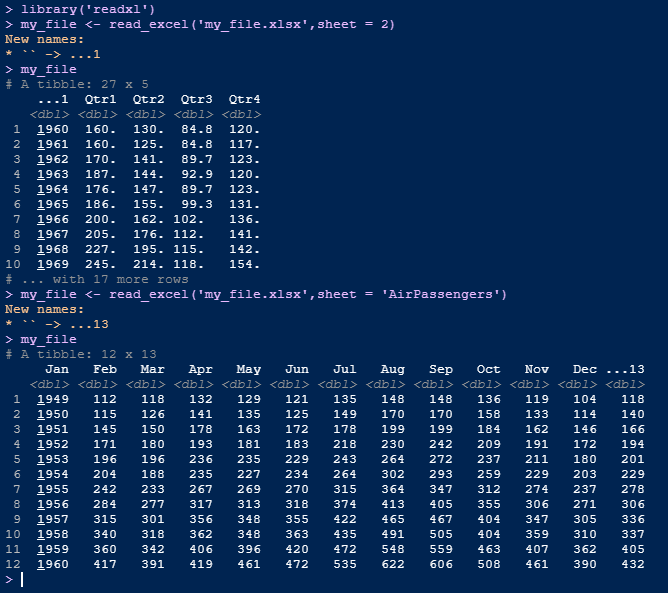 > library('readxl')
> my_file <- read_excel('my_file.xlsx',sheet = 2)
New names:
* `` -> ...1
> my_file
# A tibble: 27 x 5
    ...1  Qtr1  Qtr2  Qtr3  Qtr4
   <dbl> <dbl> <dbl> <dbl> <dbl>
 1  1960  160.  130.  84.8  120.
 2  1961  160.  125.  84.8  117.
 3  1962  170.  141.  89.7  123.
 4  1963  187.  144.  92.9  120.
 5  1964  176.  147.  89.7  123.
 6  1965  186.  155.  99.3  131.
 7  1966  200.  162. 102.   136.
 8  1967  205.  176. 112.   141.
 9  1968  227.  195. 115.   142.
10  1969  245.  214. 118.   154.
# ... with 17 more rows
> my_file <- read_excel('my_file.xlsx',sheet = 'AirPassengers')
New names:
* `` -> ...13
> my_file
# A tibble: 12 x 13
     Jan   Feb   Mar   Apr   May   Jun   Jul   Aug   Sep   Oct   Nov   Dec ...13
   <dbl> <dbl> <dbl> <dbl> <dbl> <dbl> <dbl> <dbl> <dbl> <dbl> <dbl> <dbl> <dbl>
 1  1949   112   118   132   129   121   135   148   148   136   119   104   118
 2  1950   115   126   141   135   125   149   170   170   158   133   114   140
 3  1951   145   150   178   163   172   178   199   199   184   162   146   166
 4  1952   171   180   193   181   183   218   230   242   209   191   172   194
 5  1953   196   196   236   235   229   243   264   272   237   211   180   201
 6  1954   204   188   235   227   234   264   302   293   259   229   203   229
 7  1955   242   233   267   269   270   315   364   347   312   274   237   278
 8  1956   284   277   317   313   318   374   413   405   355   306   271   306
 9  1957   315   301   356   348   355   422   465   467   404   347   305   336
10  1958   340   318   362   348   363   435   491   505   404   359   310   337
11  1959   360   342   406   396   420   472   548   559   463   407   362   405
12  1960   417   391   419   461   472   535   622   606   508   461   390   432
>